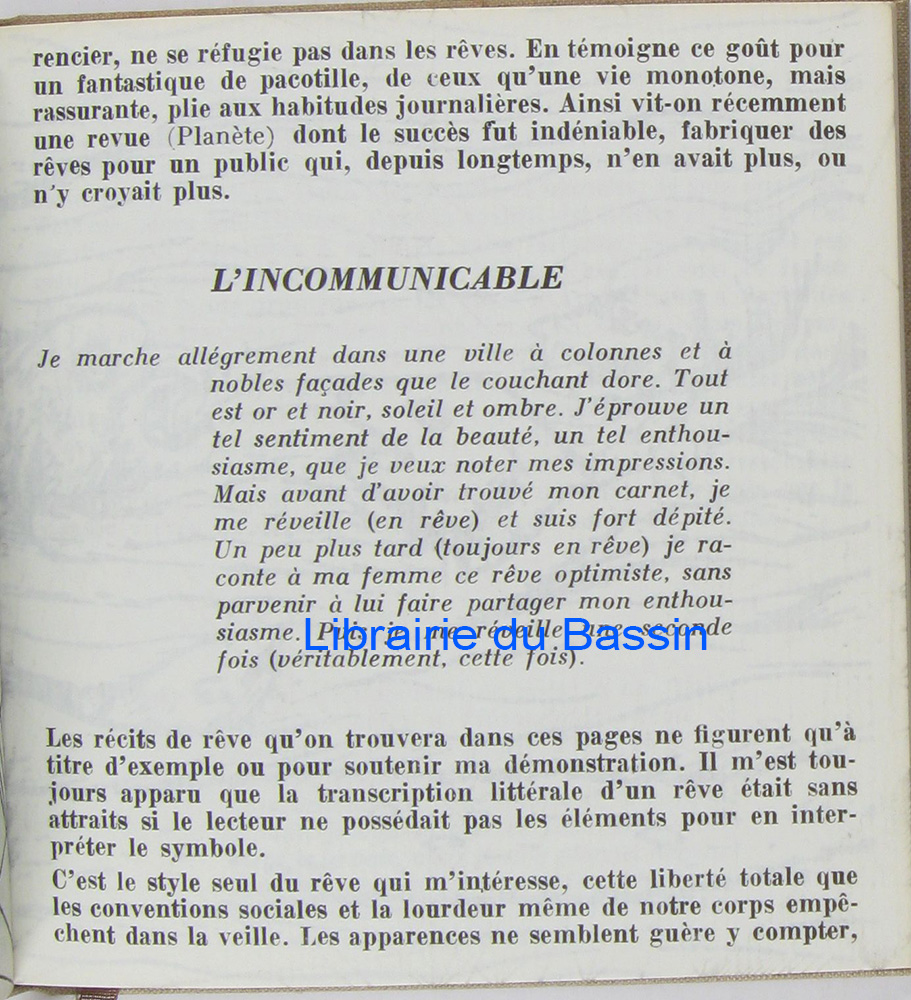 rencier, ne se réfugie pas dans les rêves. En témoigne ce goût pour
un fantastique de pacotille, de ceux qu'une vie monotone, mais
rassurante, plie aux habitudes journalières. Ainsi vit-on récemment
une revue (Planète) dont le succès fut indéniable, fabriquer des
rêves pour un public qui, depuis longtemps, n'en avait plus, ou
n'y croyait plus.
L'INCOMMUNICABLE
Je marche allégrement dans une ville à colonnes et à
nobles façades que le couchant dore. Tout
est or et noir, soleil et ombre. J'éprouve un
tel sentiment de la beauté, un tel enthou-
siasme, que je veux noter mes impressions.
Mais avant d'avoir trouvé mon carnet, je
me réveille (en rêve) et suis fort dépité.
Un peu plus tard (toujours en rêve) je ra-
conte à ma femme ce rêve optimiste, sans
parvenir à lui faire partager mon enthou-
siasme. Puis je me réveille une seconde
fois (véritablement, cette fois).
Librairie du Bassin
Les récits de rêve qu'on trouvera dans ces pages ne figurent qu'à
titre d'exemple ou pour soutenir ma démonstration. Il m'est tou-
jours apparu que la transcription littérale d'un rêve était sans
attraits si le lecteur ne possédait pas les éléments pour en inter-
préter le symbole.
C'est le style seul du rêve qui m'intéresse, cette liberté totale que
les conventions sociales et la lourdeur même de notre corps empê-
chent dans la veille. Les apparences ne semblent guère y compter,